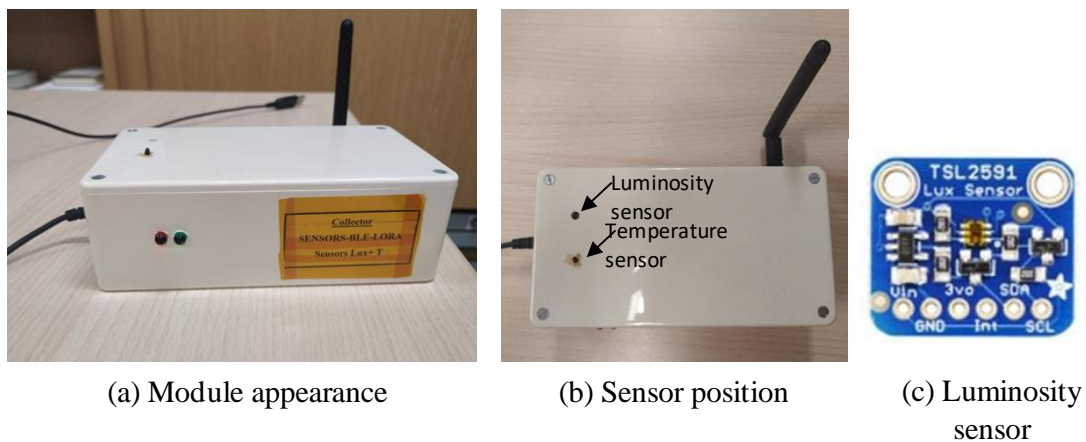 Collector
SENSORS-BLE-LORA
Sensors Lux+ T
Luminosity
sensor
Temperature
sensor
TSL2591
Lux Sensor
Vin
3vo
SDA
GND
Int
SCL
(a) Module appearance
(b) Sensor position
(c) Luminosity
sensor